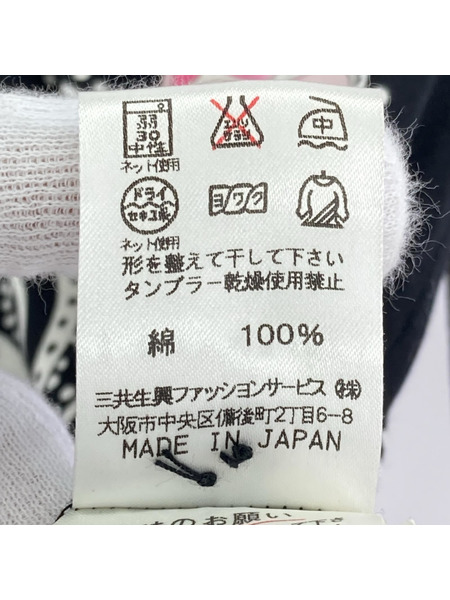 弱
30
中性
エンソ
サラシ
中
ネット使用
ドライ
セキユ系
ヨワク
ネット使用
形を整えて干して下さい
タンブラー乾燥使用禁止
綿 100%
三共生興ファッションサービス(株)
大阪市中央区備後町2丁目6-8
MADE IN JAPAN
のお願い